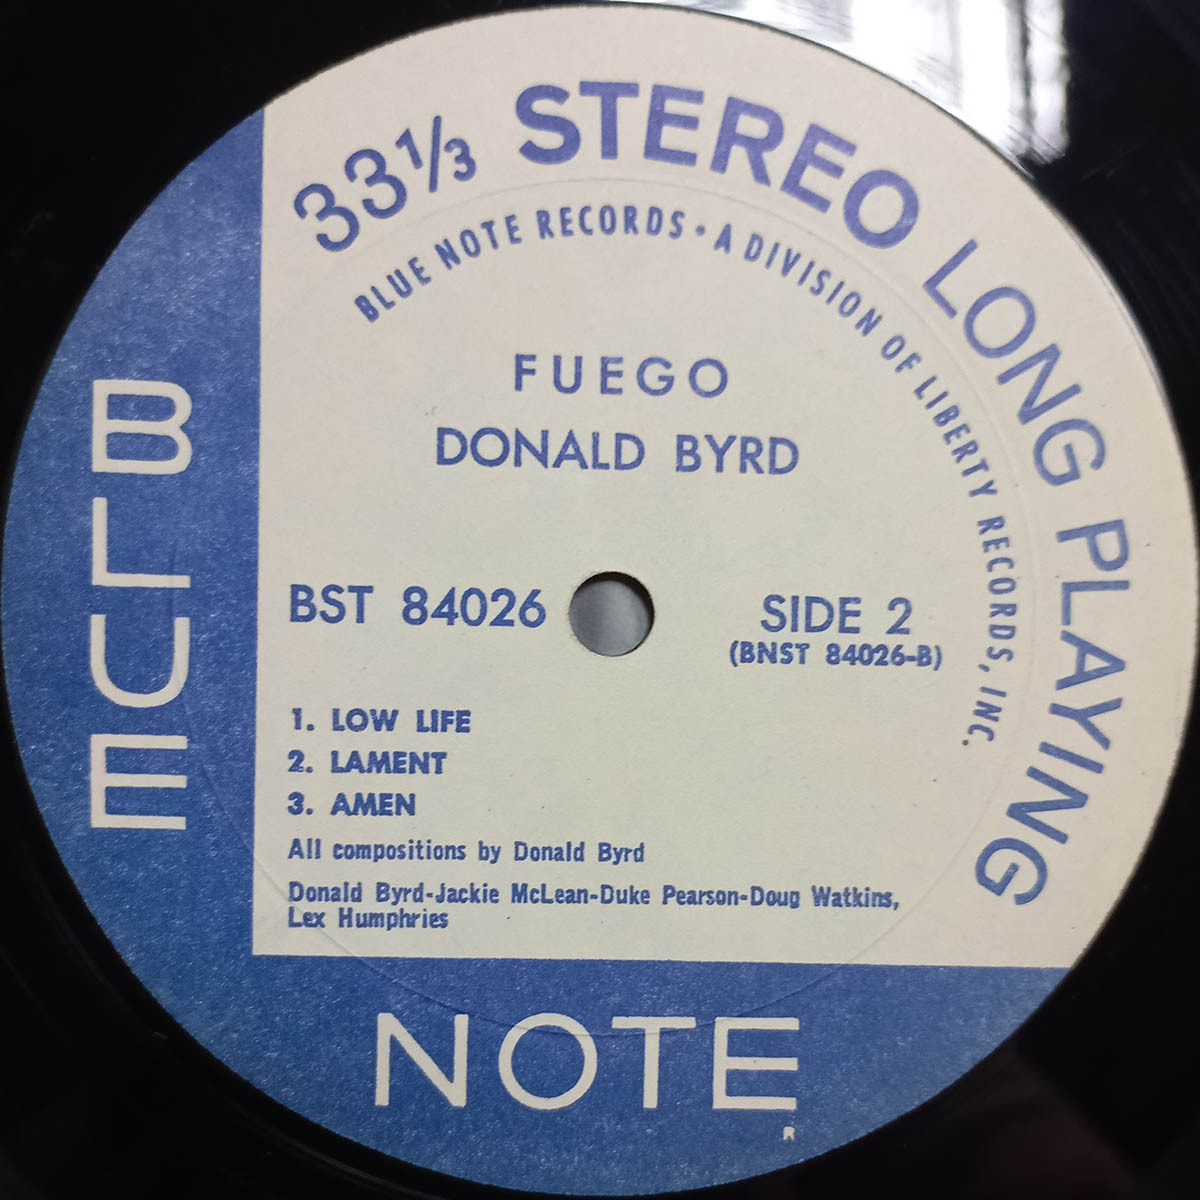 33⅓ STEREO LONG PLAYING
BLUE NOTE RECORDS • A DIVISION OF LIBERTY RECORDS, INC.
FUEGO
DONALD BYRD
BST 84026
SIDE 2
(BNST 84026-B)
1. LOW LIFE
2. LAMENT
3. AMEN
All compositions by Donald Byrd
Donald Byrd-Jackie McLean-Duke Pearson-Doug Watkins,
Lex Humphries
BLUE
NOTE
R